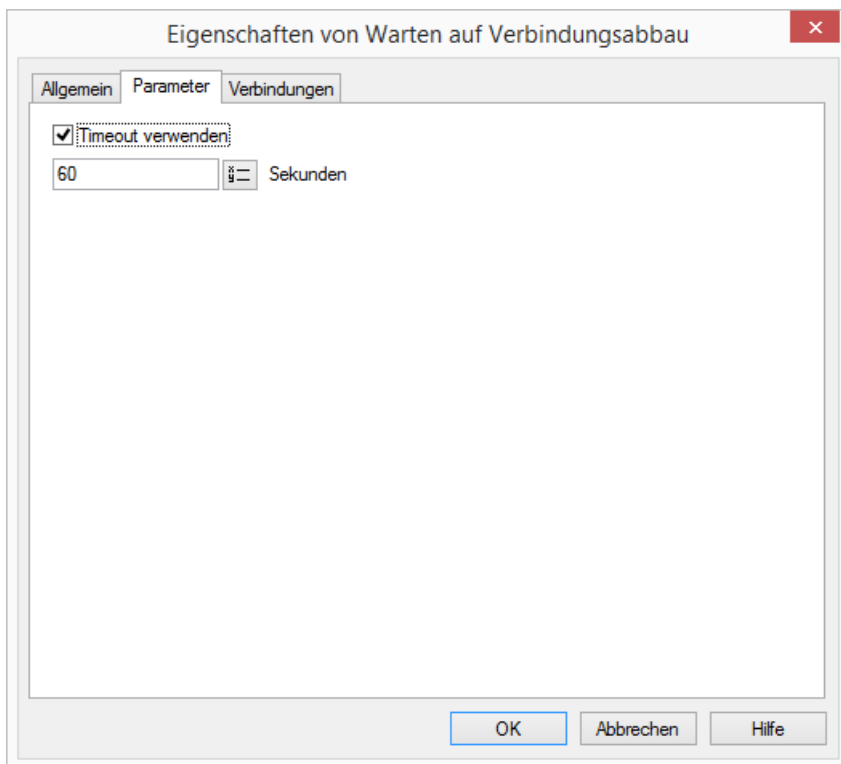 Eigenschaften von Warten auf Verbindungsabbau
Allgemein Parameter Verbindungen
Timeout verwenden
60 Sekunden
OK Abbrechen Hilfe